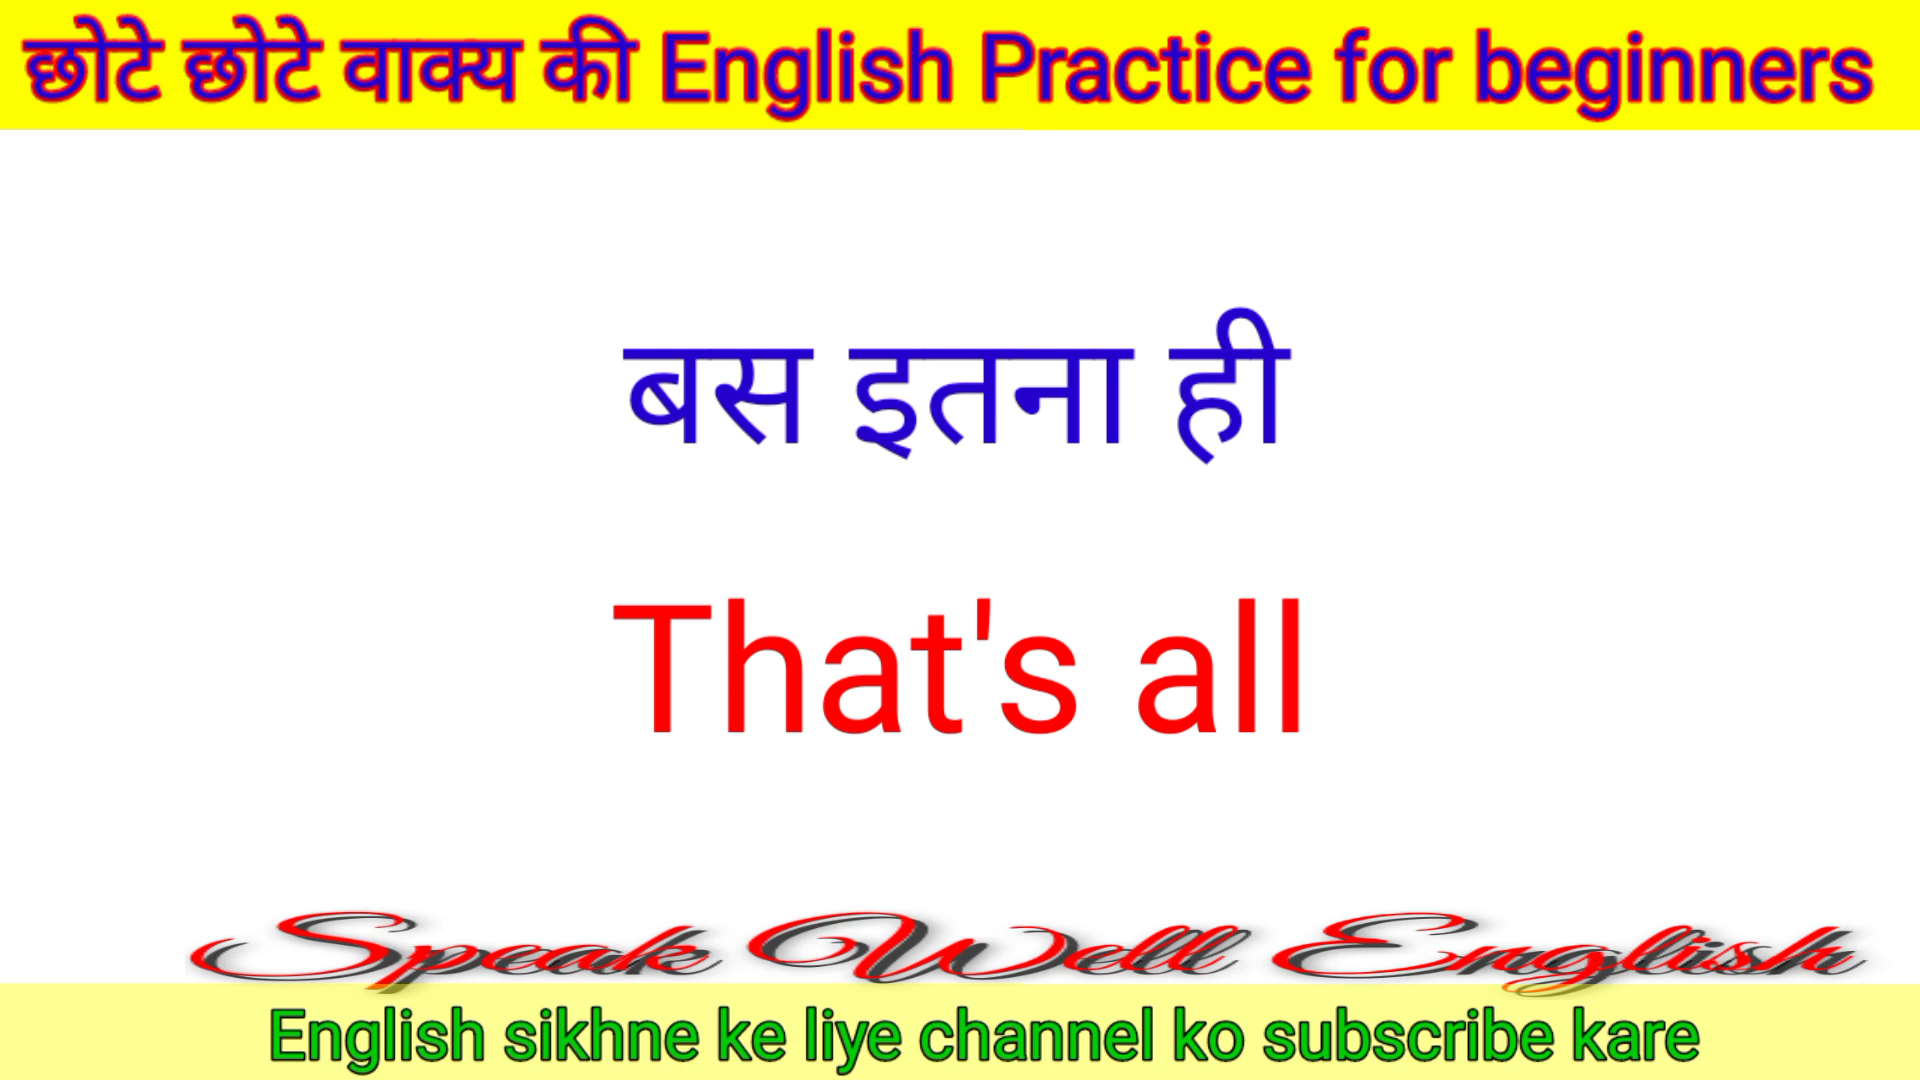 छोटे छोटे वाक्य की English Practice for beginners
बस इतना ही
That's all
Speak Well English
English sikhne ke liye channel ko subscribe kare